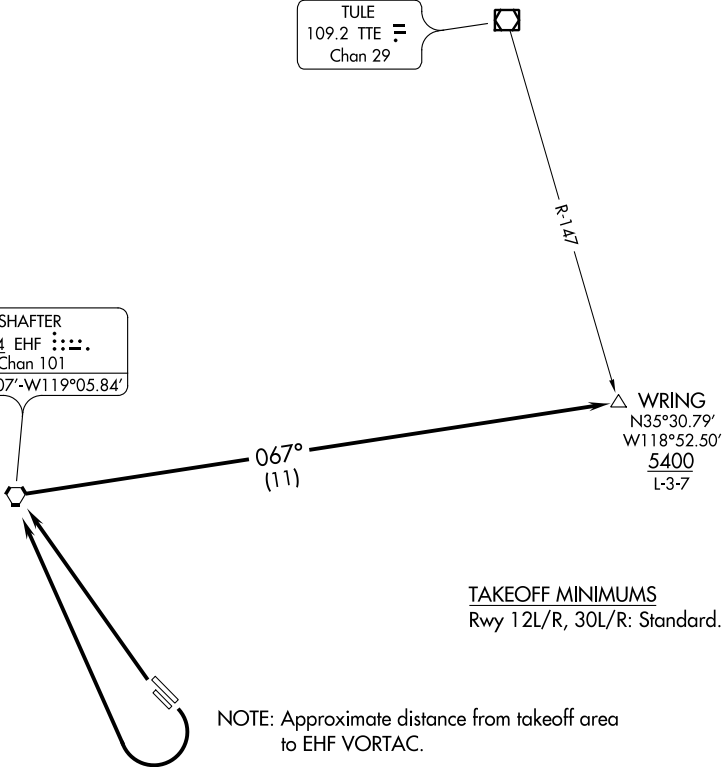 TULE
109.2 TTE
Chan 29
R-147
SHAFTER
4 EHF
Chan 101
07′-W119°05.84′
WRING
N35°30.79′
W118°52.50′
5400
L-3-7
067°
(11)
TAKEOFF MINIMUMS
Rwy 12L/R, 30L/R: Standard.
NOTE: Approximate distance from takeoff area
to EHF VORTAC.